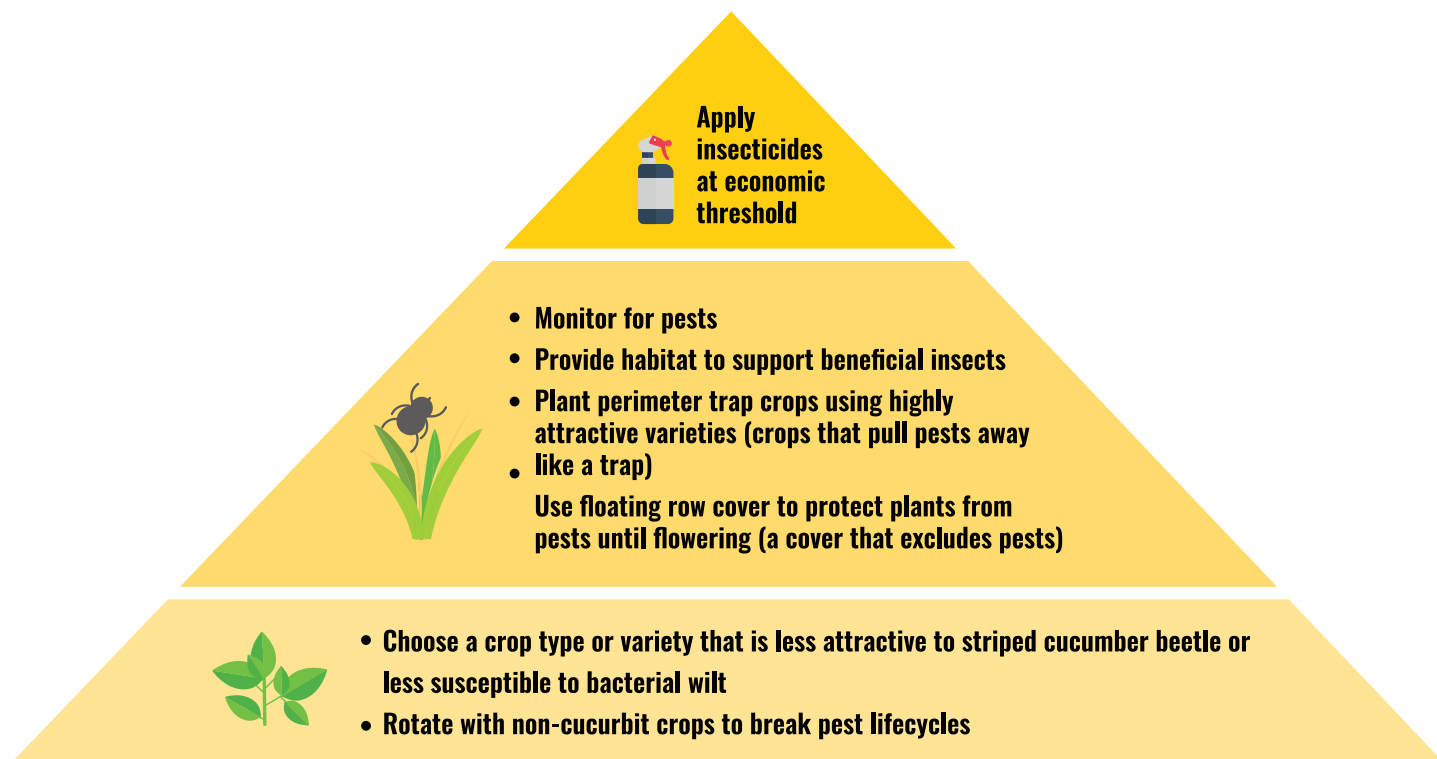 Apply
insecticides
at economic
threshold
• Monitor for pests
• Provide habitat to support beneficial insects
• Plant perimeter trap crops using highly
attractive varieties (crops that pull pests away
• like a trap)
Use floating row cover to protect plants from
pests until flowering (a cover that excludes pests)
• Choose a crop type or variety that is less attractive to striped cucumber beetle or
less susceptible to bacterial wilt
• Rotate with non-cucurbit crops to break pest lifecycles